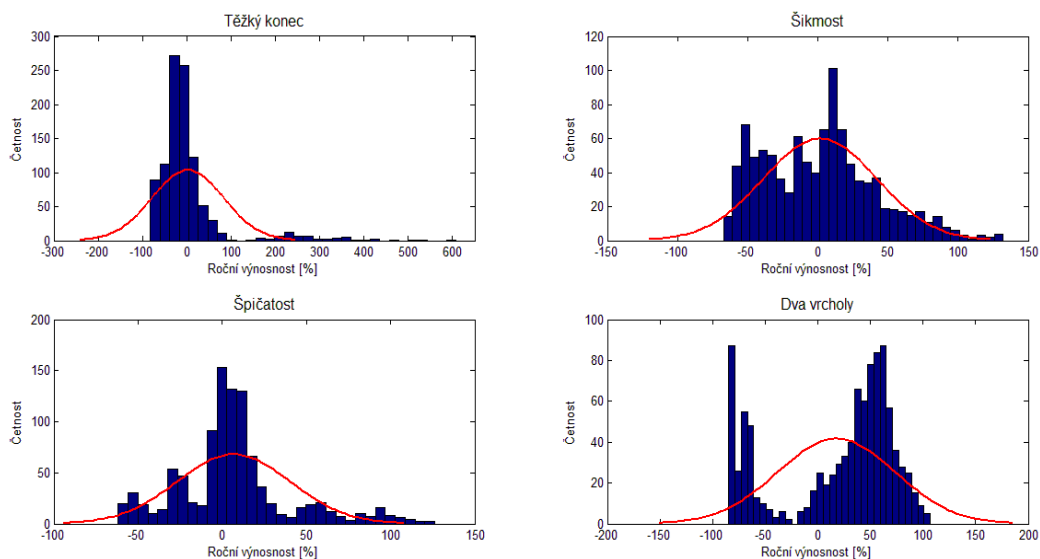 Těžký konec
300
250
200
150
100
50
0
-300 -200 -100 0 100 200 300 400 500 600
Četnost
Roční výnosnost [%]
Šikmost
120
100
80
60
40
20
0
-150 -100 -50 0 50 100 150
Četnost
Roční výnosnost [%]
Špičatost
200
150
100
50
0
-100 -50 0 50 100 150
Četnost
Roční výnosnost [%]
Dva vrcholy
100
80
60
40
20
0
-200 -150 -100 -50 0 50 100 150 200
Četnost
Roční výnosnost [%]